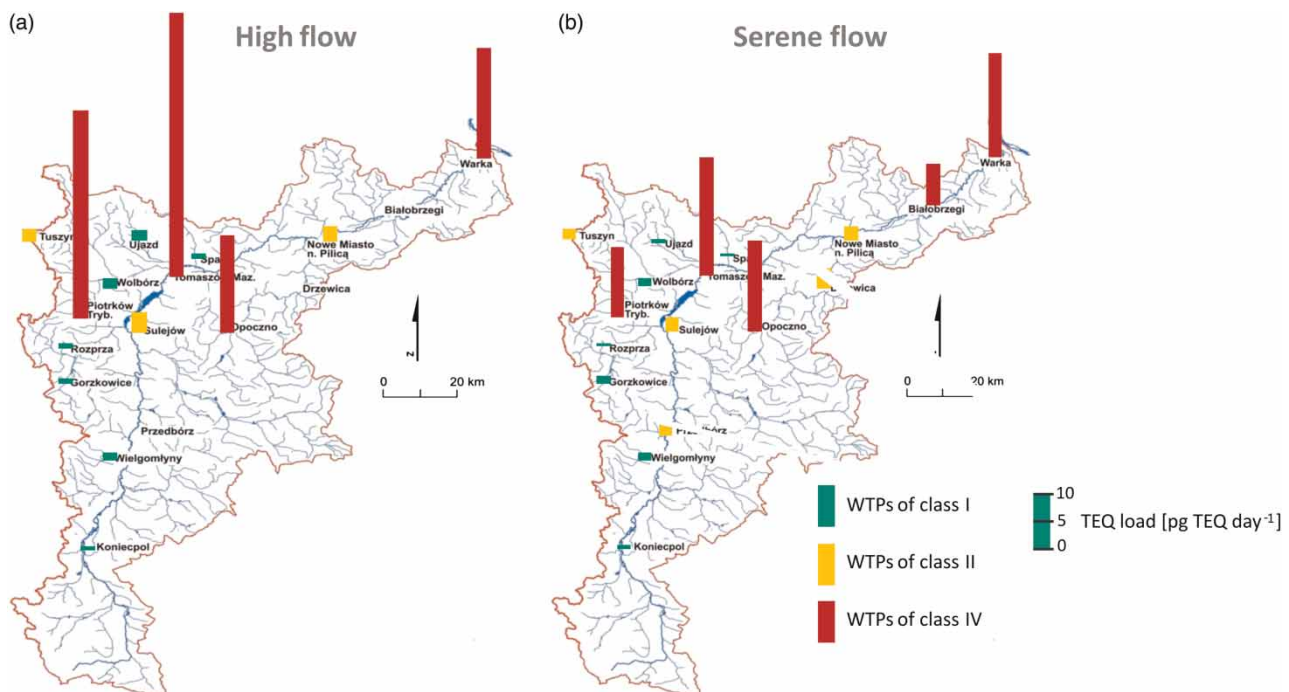 (a)
High flow
Warka
Białobrzegi
Tuszyn
Ujazd
Nowe Miasto
n. Pilicą
Spa
Tomaszów Maz.
Wolbórz
Drzewica
Piotrków
Tryb.
Sulejów
Opoczno
Rozprza
Gorzkowice
z
0 20 km
Przedbórz
Wielgomłyny
Koniecpol
(b)
Serene flow
Warka
Białobrzegi
Tuszyn
Ujazd
Nowe Miasto
n. Pilicą
Spa
Tomaszów Maz.
Wolbórz
Piotrków
Tryb.
Sulejów
Opoczno
Rozprza
Gorzkowice
0 20 km
Wielgomłyny
Koniecpol
WTPs of class I
WTPs of class II
WTPs of class IV
10
5
0
TEQ load [pg TEQ day⁻¹]